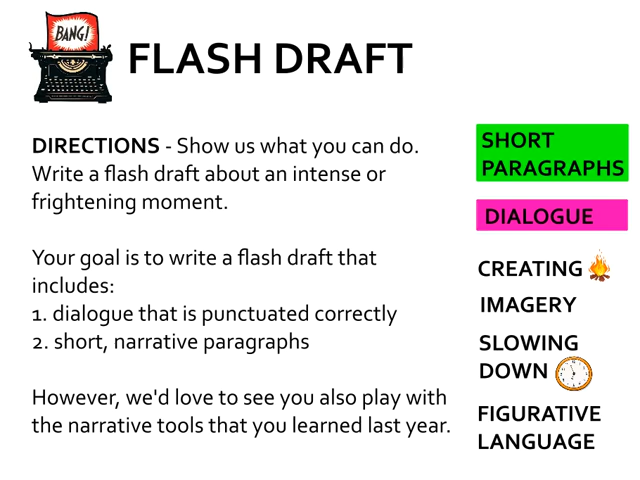 BANG!
FLASH DRAFT
DIRECTIONS - Show us what you can do.
Write a flash draft about an intense or
frightening moment.
Your goal is to write a flash draft that
includes:
1. dialogue that is punctuated correctly
2. short, narrative paragraphs
However, we'd love to see you also play with
the narrative tools that you learned last year.
SHORT
PARAGRAPHS
DIALOGUE
CREATING
IMAGERY
SLOWING
DOWN
FIGURATIVE
LANGUAGE